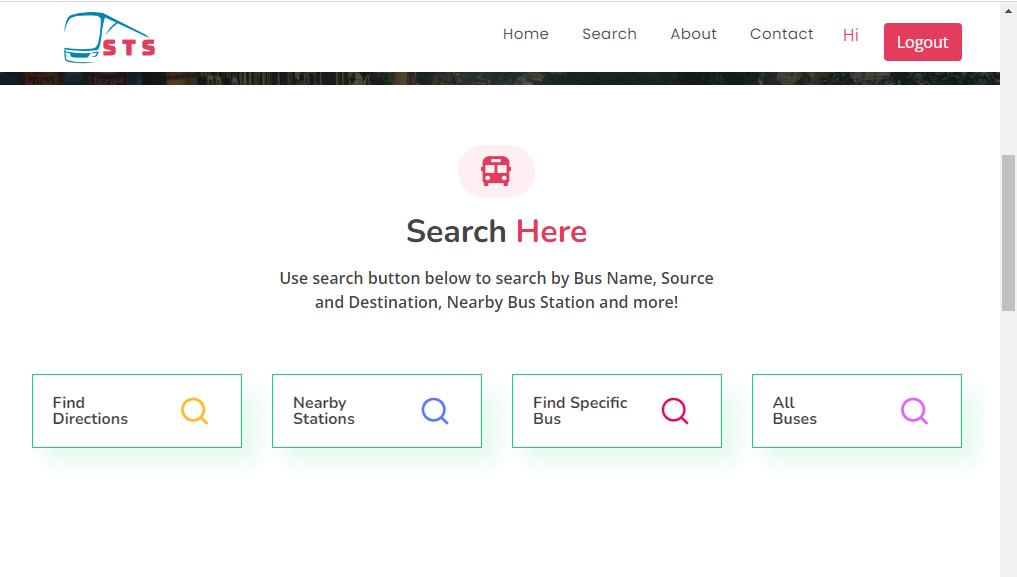 STS
Home
Search
About
Contact
Hi
Logout
Search Here
Use search button below to search by Bus Name, Source
and Destination, Nearby Bus Station and more!
Find
Directions
Nearby
Stations
Find Specific
Bus
All
Buses